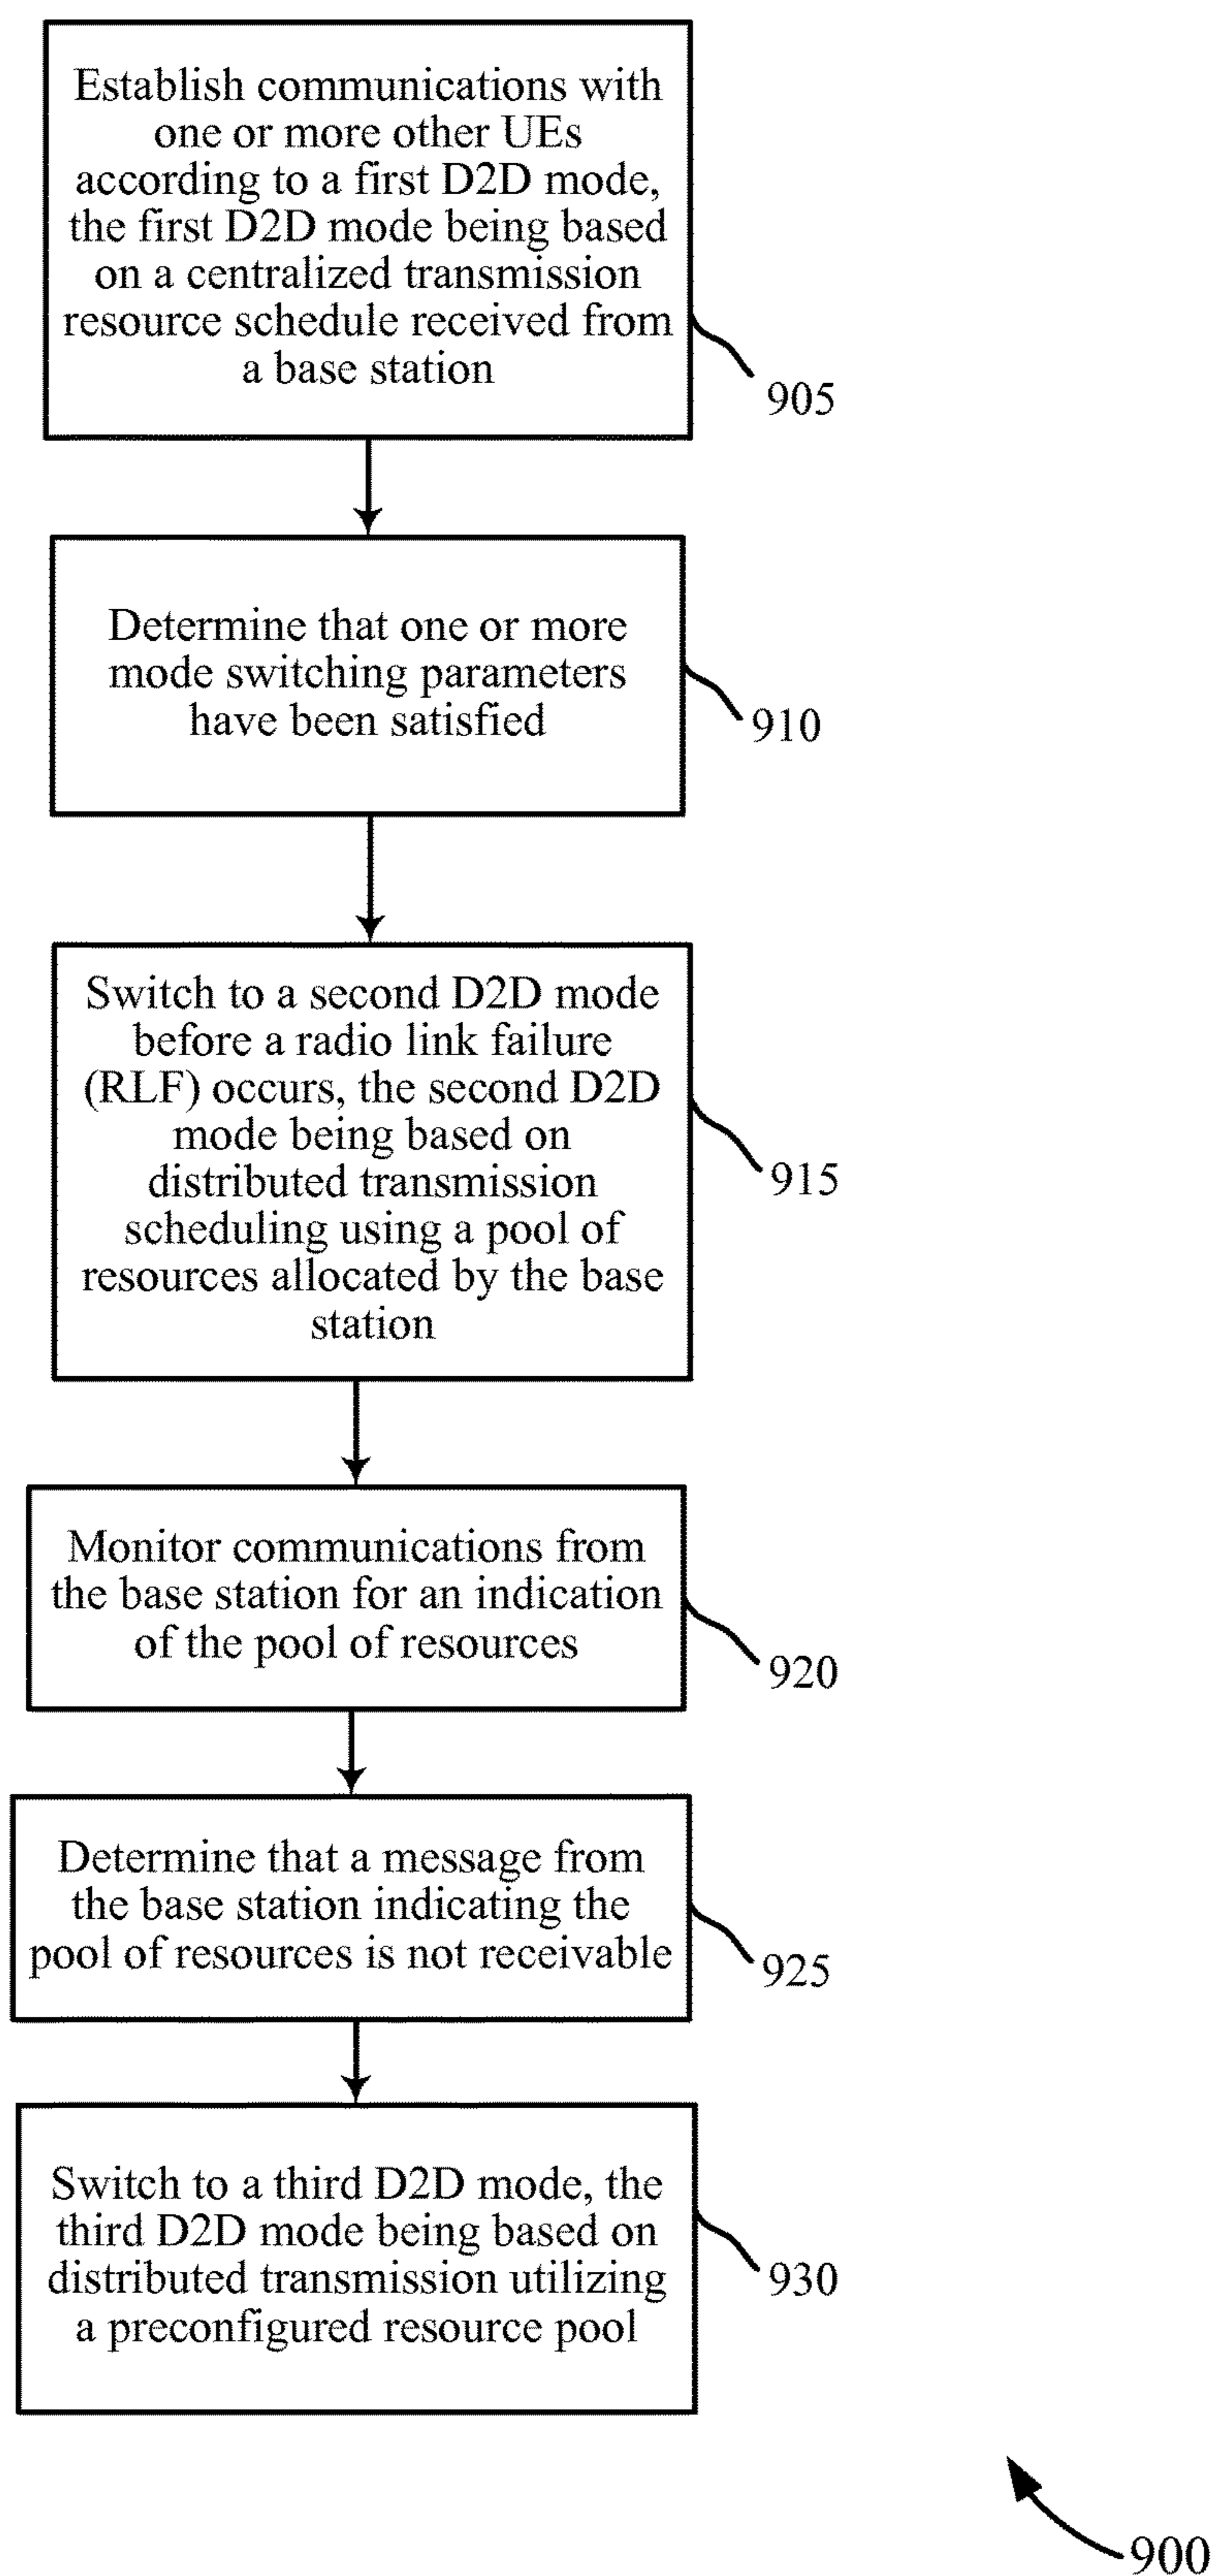 Establish communications with
one or more other UEs
according to a first D2D mode,
the first D2D mode being based
on a centralized transmission
resource schedule received from
a base station
905
Determine that one or more
mode switching parameters
have been satisfied
910
Switch to a second D2D mode
before a radio link failure
(RLF) occurs, the second D2D
mode being based on
distributed transmission
scheduling using a pool of
resources allocated by the base
station
915
Monitor communications from
the base station for an indication
of the pool of resources
920
Determine that a message from
the base station indicating the
pool of resources is not receivable
925
Switch to a third D2D mode, the
third D2D mode being based on
distributed transmission utilizing
a preconfigured resource pool
930
900